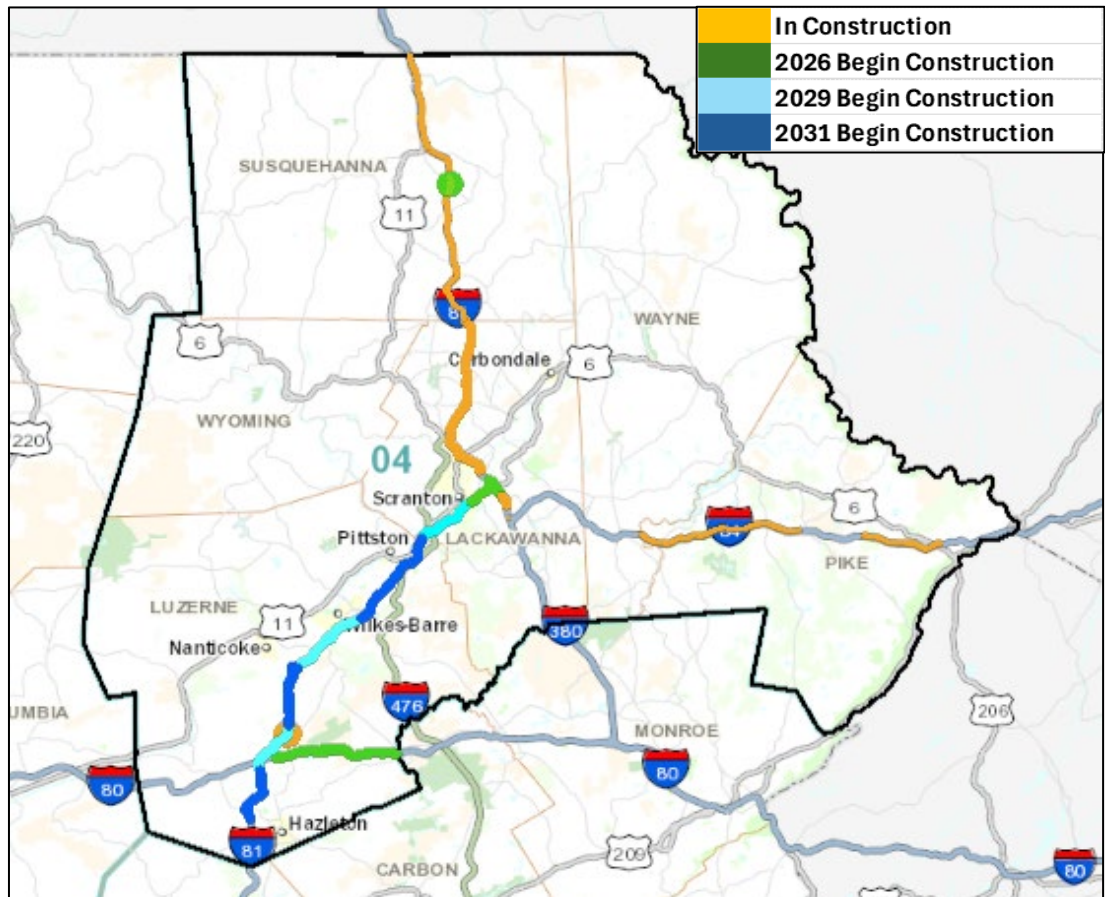 In Construction
2026 Begin Construction
2029 Begin Construction
2031 Begin Construction
SUSQUEHANNA
11
WAYNE
6
Carbondale
6
WYOMING
220
04
Scranton
6
Pittston
LACKAWANNA
84
PIKE
LUZERNE
11
Wilkes-Barre
380
Nanticoke
476
206
UMBIA
MONROE
80
80
Hazleton
81
209
80
CARBON